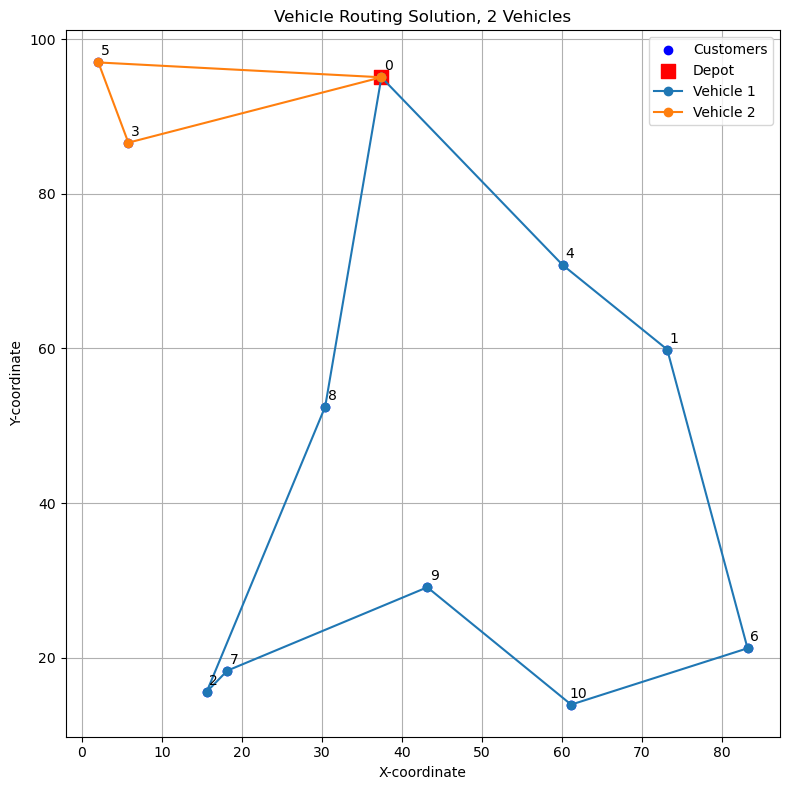 Vehicle Routing Solution, 2 Vehicles
100
80
60
40
20
Y-coordinate
0 10 20 30 40 50 60 70 80
X-coordinate
Customers
Depot
Vehicle 1
Vehicle 2
5
0
3
4
1
8
9
6
7
2
10